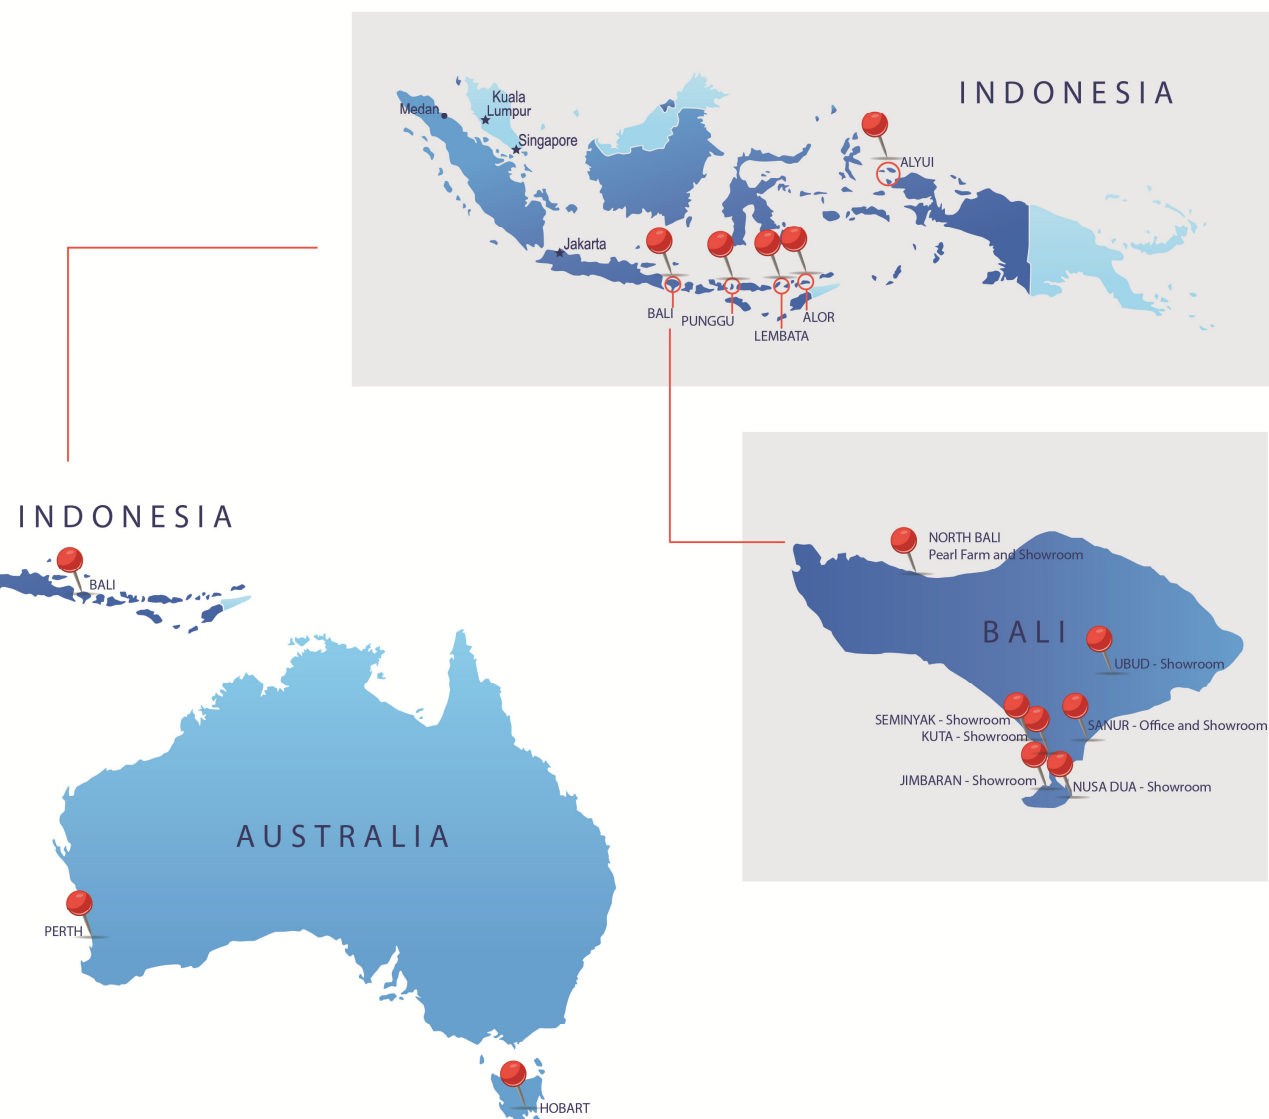 INDONESIA
Kuala
Lumpur
Medan
Singapore
ALYUI
Jakarta
BALI
PUNGGU
ALOR
LEMBATA
INDONESIA
BALI
NORTH BALI
Pearl Farm and Showroom
BALI
UBUD - Showroom
SEMINYAK - Showroom
SANUR - Office and Showroom
KUTA - Showroom
JIMBARAN - Showroom
NUSA DUA - Showroom
AUSTRALIA
PERTH
HOBART